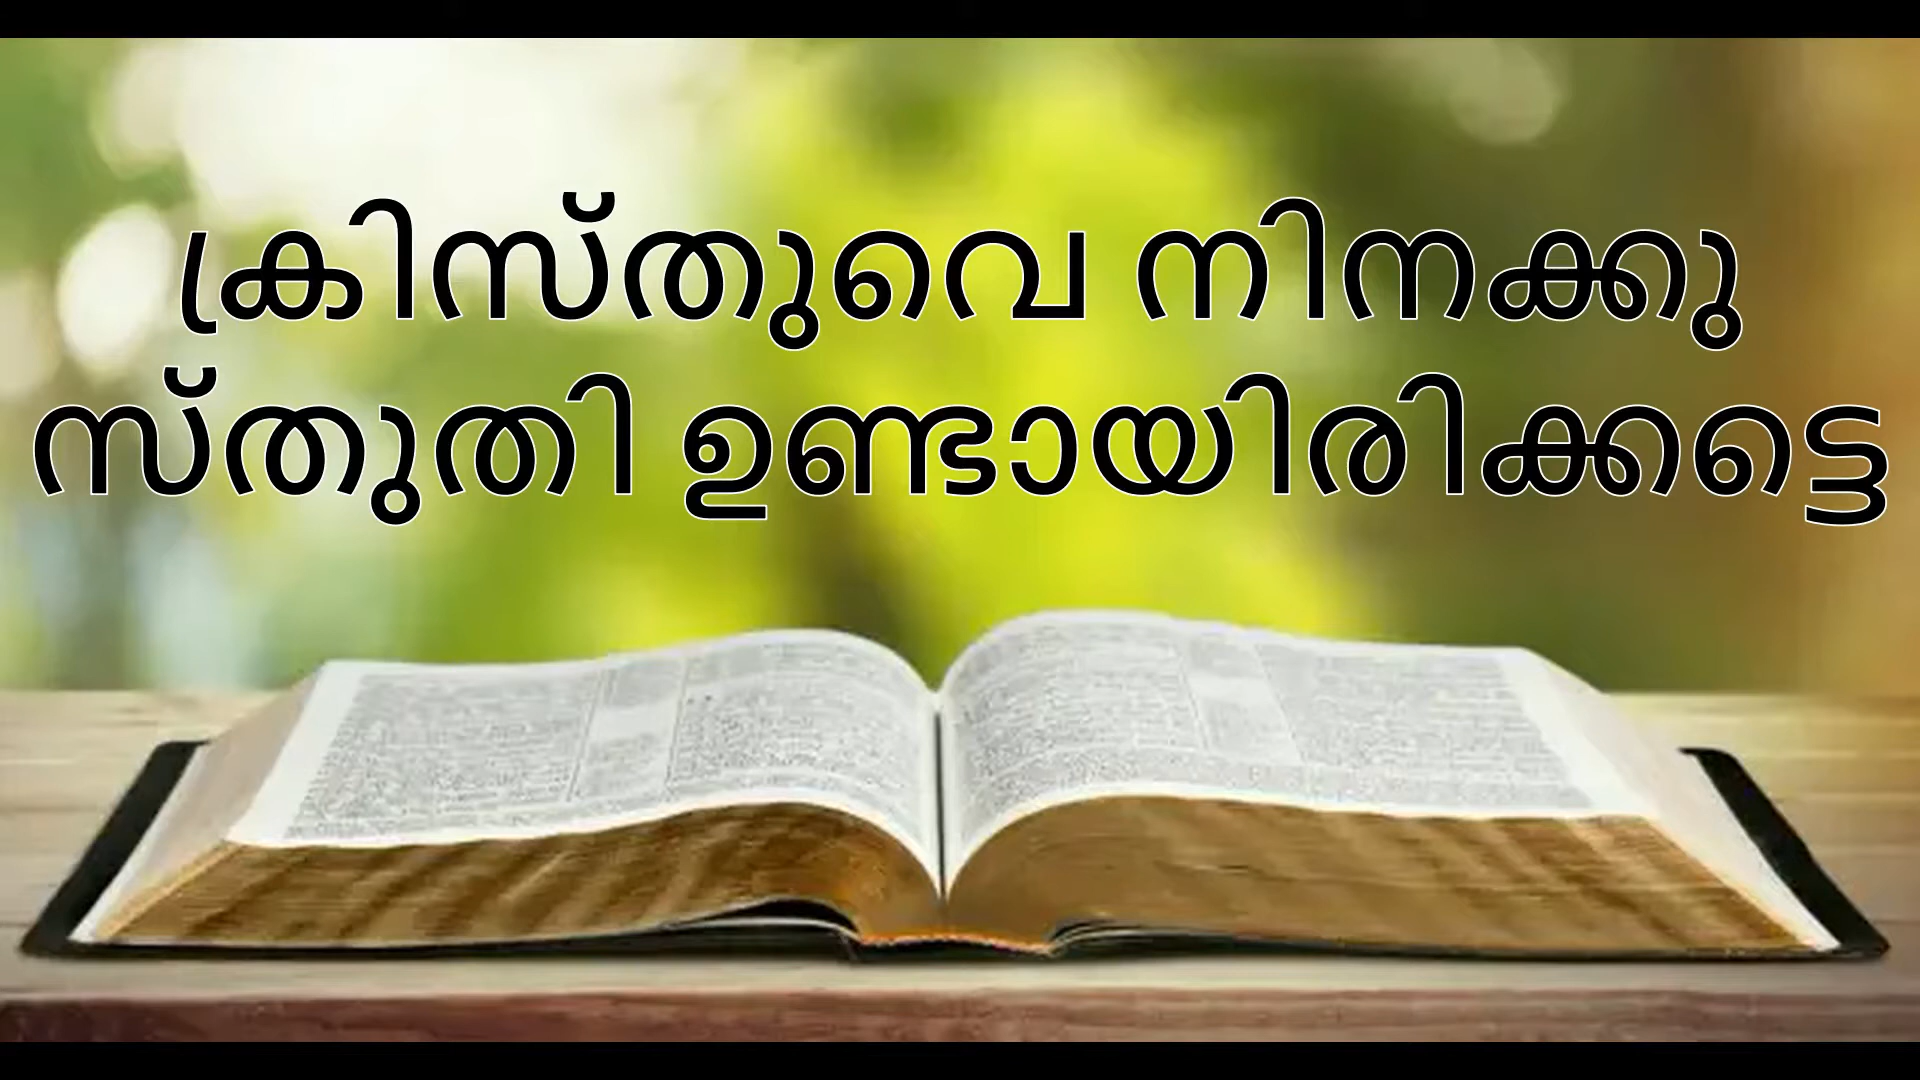 ക്രിസ്തുവെ നിനക്കു
സ്തുതി ഉണ്ടായിരിക്കട്ടെ